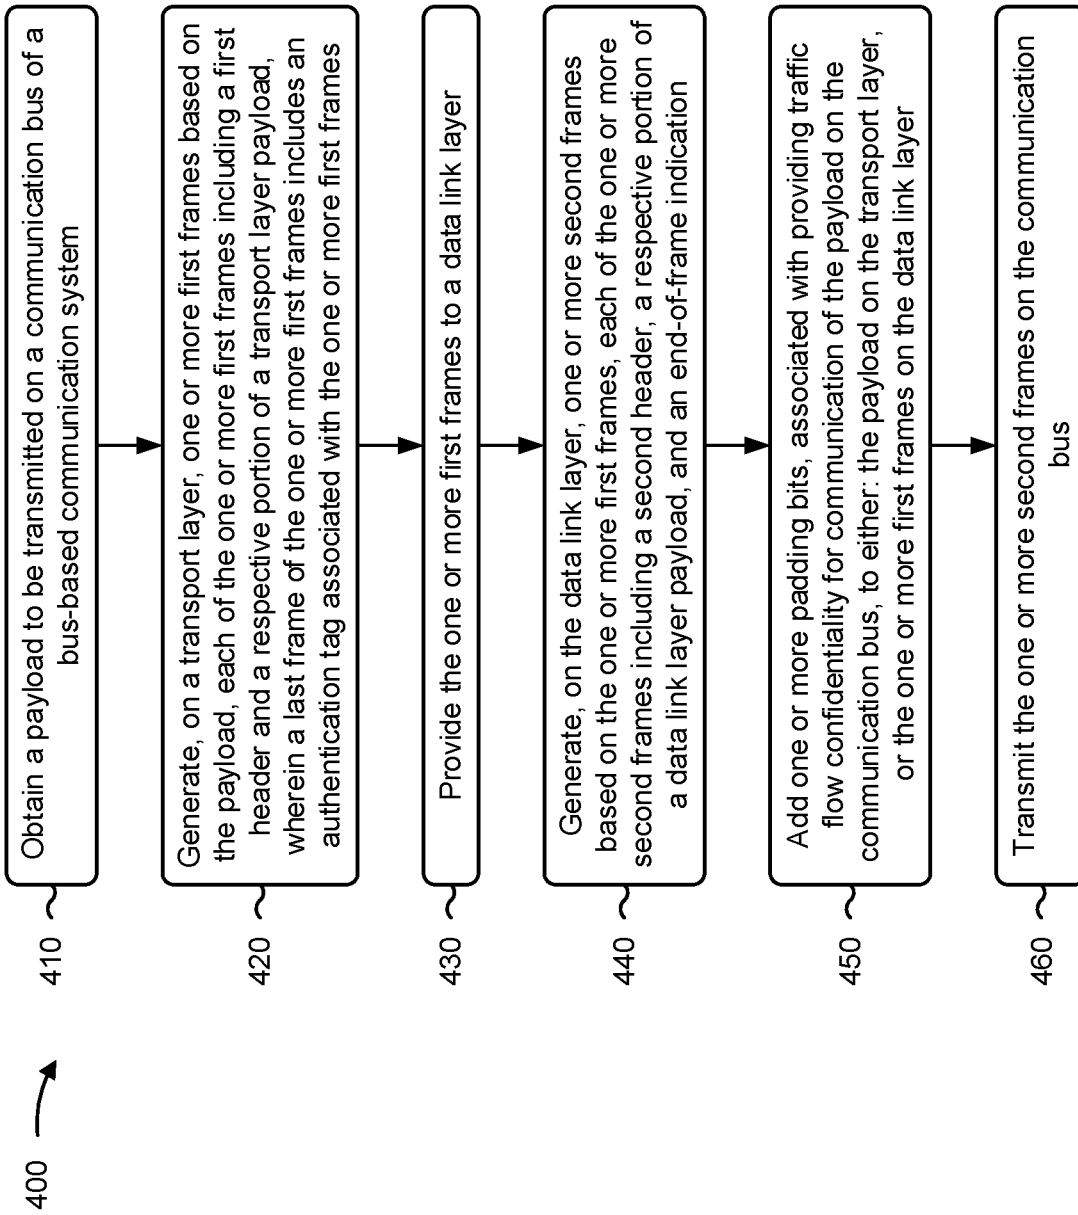 400
410
Obtain a payload to be transmitted on a communication bus of a
bus-based communication system
420
Generate, on a transport layer, one or more first frames based on
the payload, each of the one or more first frames including a first
header and a respective portion of a transport layer payload,
wherein a last frame of the one or more first frames includes an
authentication tag associated with the one or more first frames
430
Provide the one or more first frames to a data link layer
440
Generate, on the data link layer, one or more second frames
based on the one or more first frames, each of the one or more
second frames including a second header, a respective portion of
a data link layer payload, and an end-of-frame indication
450
Add one or more padding bits, associated with providing traffic
flow confidentiality for communication of the payload on the
communication bus, to either: the payload on the transport layer,
or the one or more first frames on the data link layer
460
Transmit the one or more second frames on the communication
bus